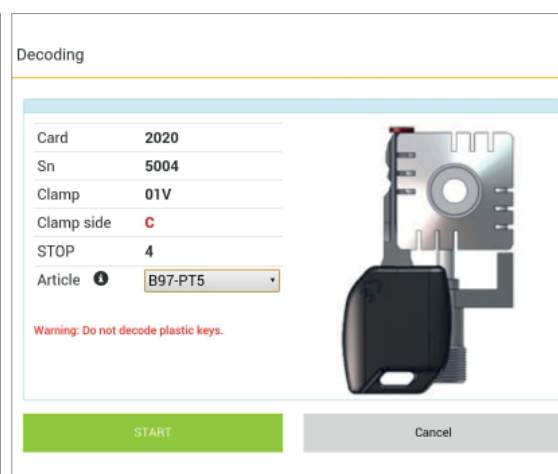 Decoding
Card 2020
Sn 5004
Clamp 01V
Clamp side C
STOP 4
Article B97-PT5
Warning: Do not decode plastic keys.
START Cancel